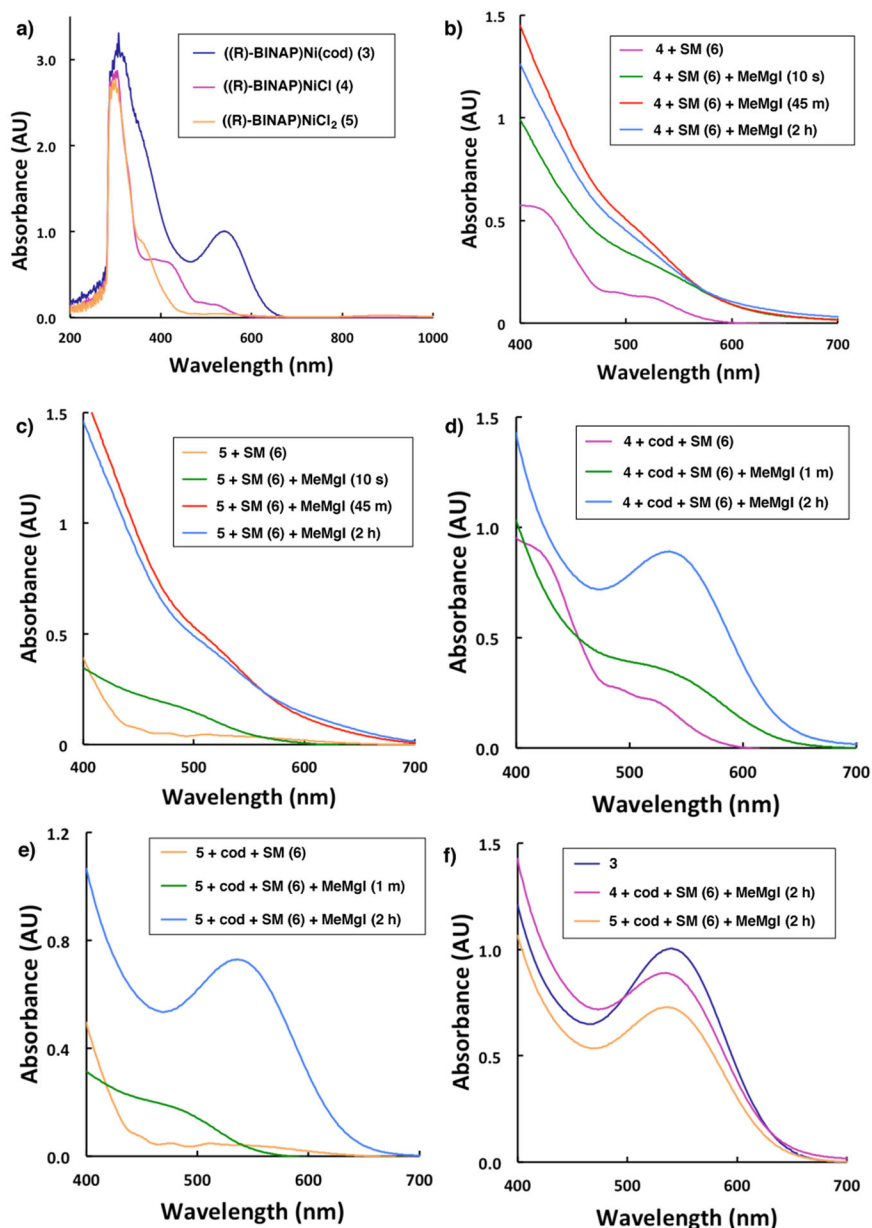 a)
Absorbance (AU)
3.0
2.0
1.0
0.0
200 400 600 800 1000
Wavelength (nm)
((R)-BINAP)Ni(cod) (3)
((R)-BINAP)NiCl (4)
((R)-BINAP)NiCl₂ (5)
b)
Absorbance (AU)
1.5
1
0.5
0
400 500 600 700
Wavelength (nm)
4 + SM (6)
4 + SM (6) + MeMgI (10 s)
4 + SM (6) + MeMgI (45 m)
4 + SM (6) + MeMgI (2 h)
c)
Absorbance (AU)
1.5
1
0.5
0
400 500 600 700
Wavelength (nm)
5 + SM (6)
5 + SM (6) + MeMgI (10 s)
5 + SM (6) + MeMgI (45 m)
5 + SM (6) + MeMgI (2 h)
d)
Absorbance (AU)
1.5
1.0
0.5
0.0
400 500 600 700
Wavelength (nm)
4 + cod + SM (6)
4 + cod + SM (6) + MeMgI (1 m)
4 + cod + SM (6) + MeMgI (2 h)
e)
Absorbance (AU)
1.2
0.8
0.4
0.0
400 500 600 700
Wavelength (nm)
5 + cod + SM (6)
5 + cod + SM (6) + MeMgI (1 m)
5 + cod + SM (6) + MeMgI (2 h)
f)
Absorbance (AU)
1.5
1.0
0.5
0.0
400 500 600 700
Wavelength (nm)
3
4 + cod + SM (6) + MeMgI (2 h)
5 + cod + SM (6) + MeMgI (2 h)